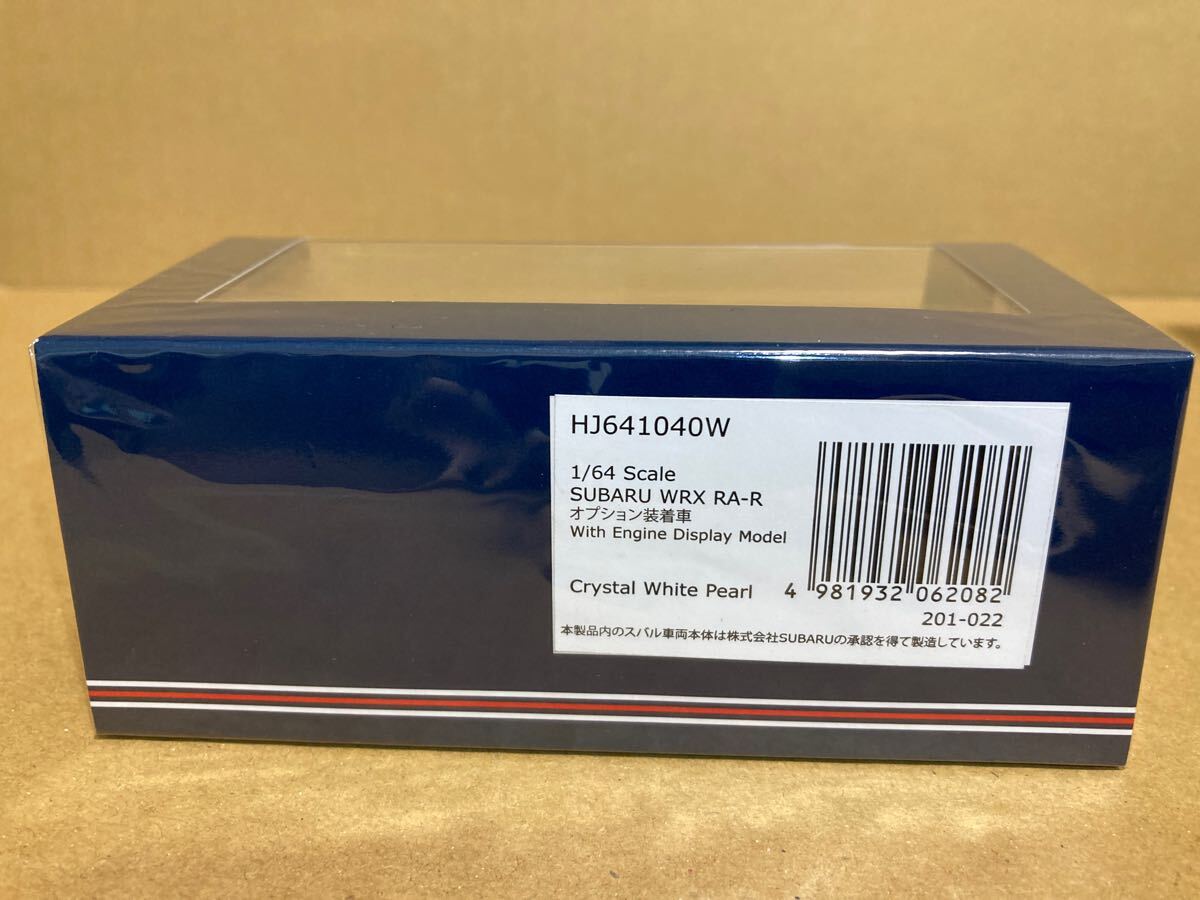 HJ641040W
1/64 Scale
SUBARU WRX RA-R
オプション装着車
With Engine Display Model
Crystal White Pearl
4 981932 062082
201-022
本製品内のスバル車両本体は株式会社SUBARUの承認を得て製造しています。